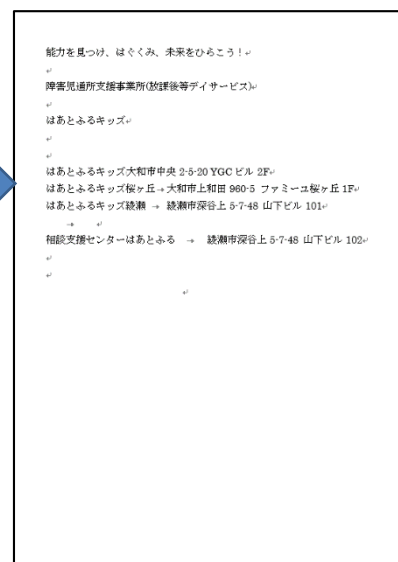 能力を見つけ、はぐくみ、未来をひらこう！
障害児通所支援事業所(放課後等デイサービス)
はあとふるキッズ
はあとふるキッズ大和市中央 2-5-20 YGC ビル 2F
はあとふるキッズ桜ヶ丘→大和市上和田 960-5 ファミーユ桜ヶ丘 1F
はあとふるキッズ綾瀬 → 綾瀬市深谷上 5-7-48 山下ビル 101
相談支援センターはあとふる → 綾瀬市深谷上 5-7-48 山下ビル 102